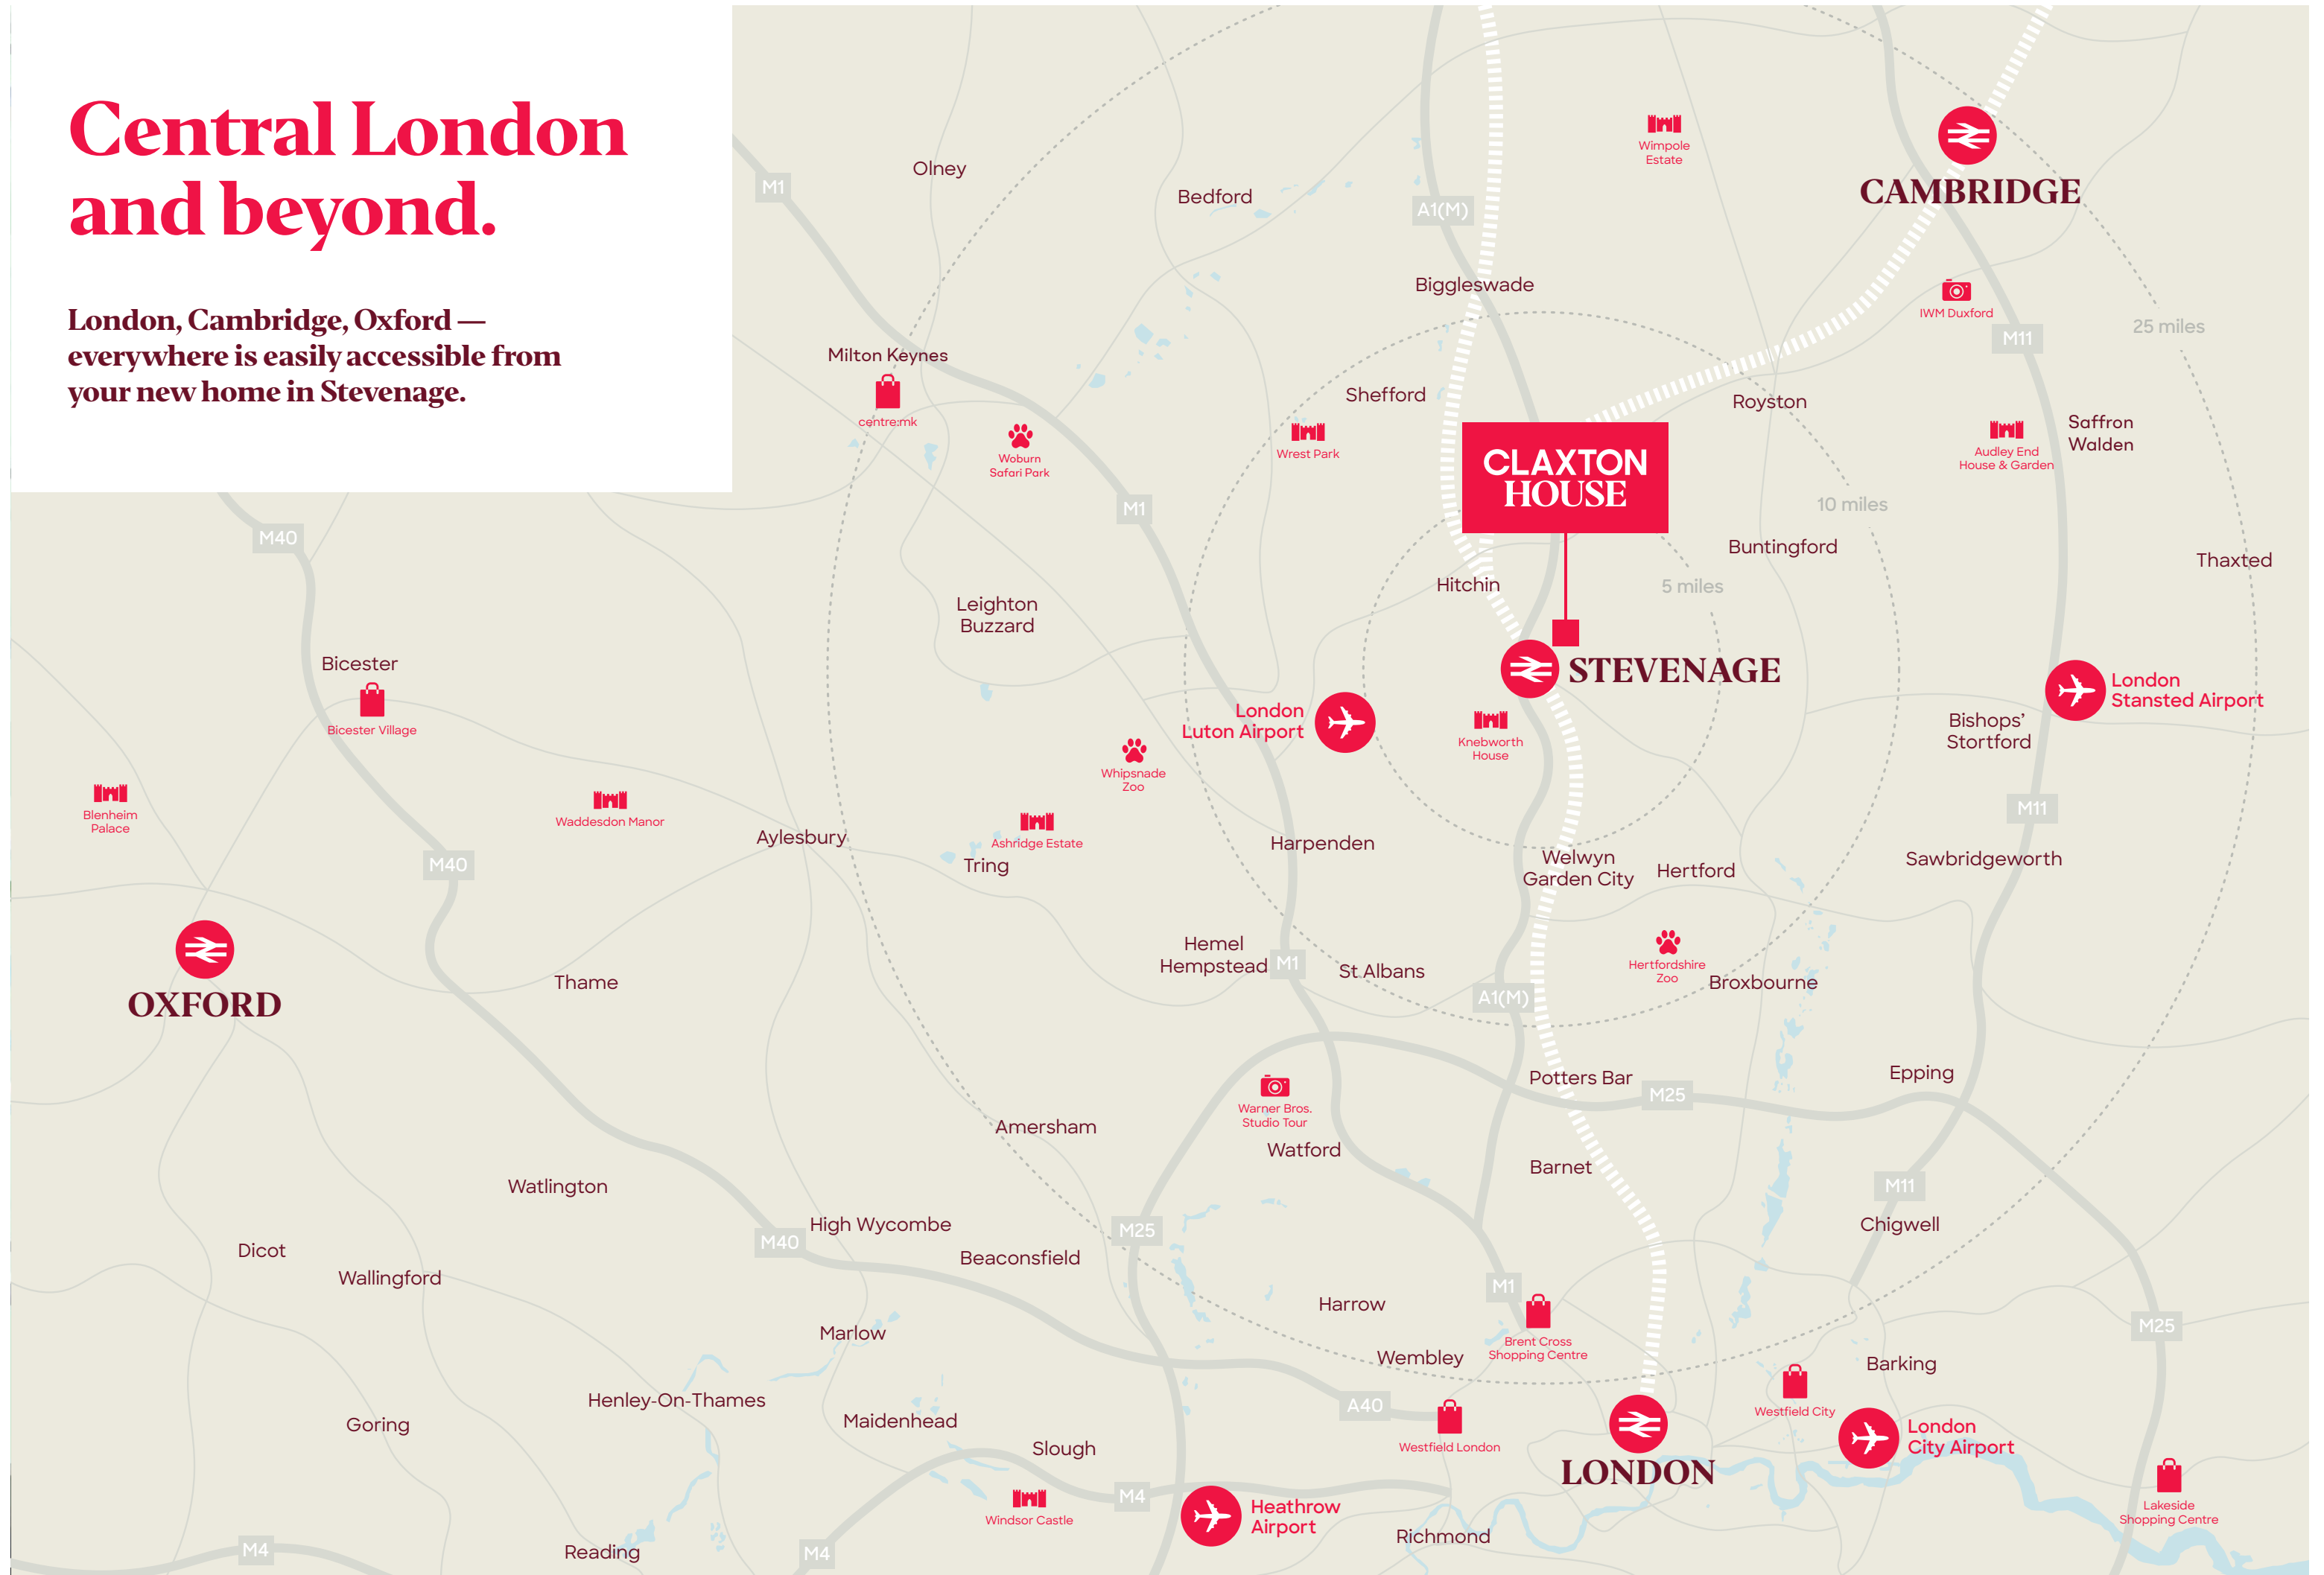 Central London
and beyond.
London, Cambridge, Oxford —
everywhere is easily accessible from
your new home in Stevenage.
M1
Olney
Bedford
A1(M)
Wimpole
Estate
CAMBRIDGE
Biggleswade
IWM Duxford
M11
25 miles
Milton Keynes
centre:mk
Woburn
Safari Park
Shefford
Wrest Park
Royston
Saffron
Walden
Audley End
House & Garden
CLAXTON
HOUSE
M1
10 miles
M40
Buntingford
Thaxted
Hitchin
5 miles
Leighton
Buzzard
Bicester
Bicester Village
STEVENAGE
London
Stansted Airport
London
Luton Airport
Knebworth
House
Bishops’
Stortford
Whipsnade
Zoo
Blenheim
Palace
Waddesdon Manor
M11
Aylesbury
Ashridge Estate
Tring
Harpenden
Welwyn
Garden City
Hertford
Sawbridgeworth
M40
OXFORD
Thame
Hemel
Hempstead
M1
St Albans
A1(M)
Hertfordshire
Zoo
Broxbourne
Potters Bar
M25
Epping
Warner Bros.
Studio Tour
Amersham
Watford
Barnet
Watlington
M11
High Wycombe
M40
M25
Chigwell
Dicot
Beaconsfield
Wallingford
M1
Harrow
Marlow
Brent Cross
Shopping Centre
M25
Wembley
Barking
Henley-On-Thames
A40
Westfield City
Goring
Maidenhead
Slough
Westfield London
London
City Airport
LONDON
M4
Windsor Castle
Heathrow
Airport
Lakeside
Shopping Centre
Richmond
M4
Reading
M4